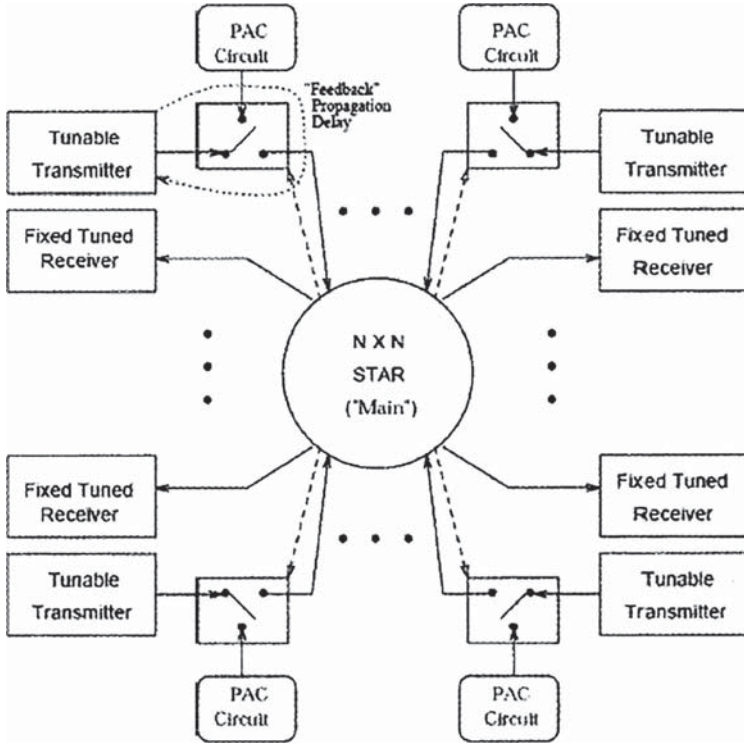 PAC
Circuit
PAC
Circuit
"Feedback"
Propagation
Delay
Tunable
Transmitter
Tunable
Transmitter
Fixed Tuned
Receiver
Fixed Tuned
Receiver
N X N
STAR
("Main")
Fixed Tuned
Receiver
Fixed Tuned
Receiver
Tunable
Transmitter
Tunable
Transmitter
PAC
Circuit
PAC
Circuit